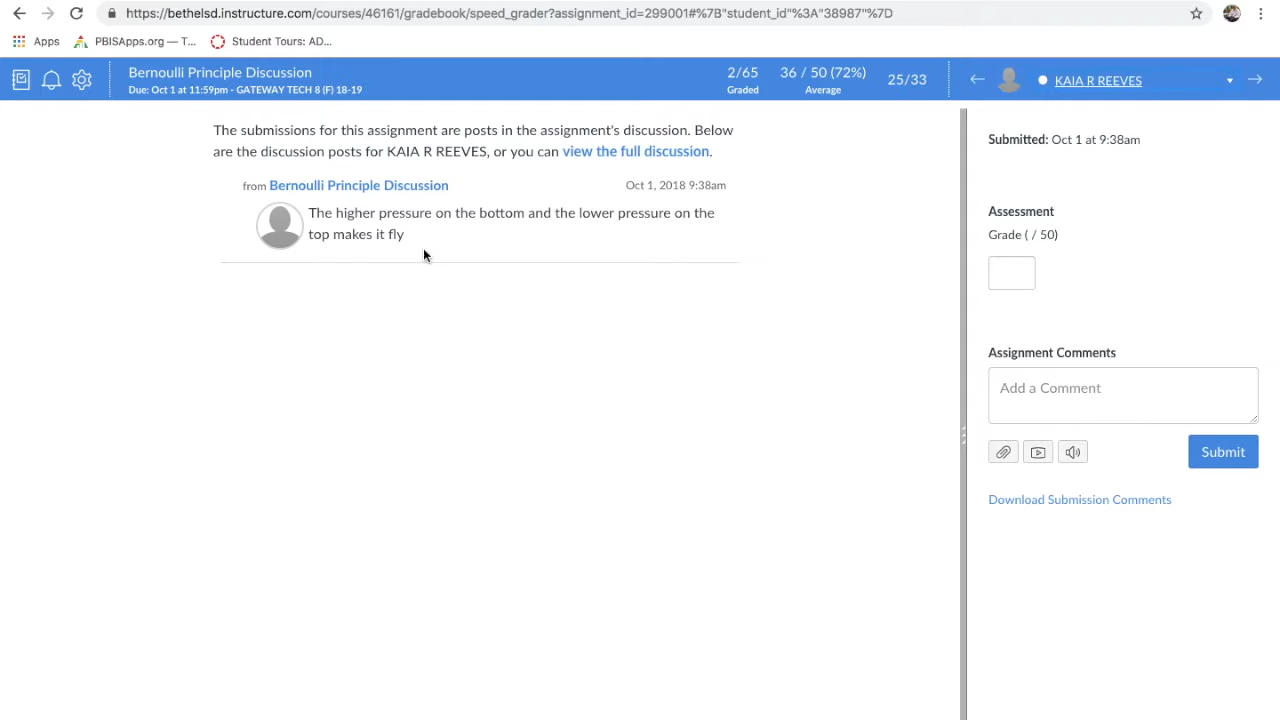 https://bethelsd.instructure.com/courses/46161/gradebook/speed_grader?assignment_id=299001#%7B"student_id"%3A"38987"%7D
Apps PBISApps.org — T... Student Tours: AD...
Bernoulli Principle Discussion
Due: Oct 1 at 11:59pm - GATEWAY TECH 8 (F) 18-19
2/65
Graded
36 / 50 (72%)
Average
25/33
KAIA R REEVES
The submissions for this assignment are posts in the assignment's discussion. Below
are the discussion posts for KAIA R REEVES, or you can view the full discussion.
from Bernoulli Principle Discussion Oct 1, 2018 9:38am
The higher pressure on the bottom and the lower pressure on the
top makes it fly
Submitted: Oct 1 at 9:38am
Assessment
Grade ( / 50)
Assignment Comments
Add a Comment
Submit
Download Submission Comments